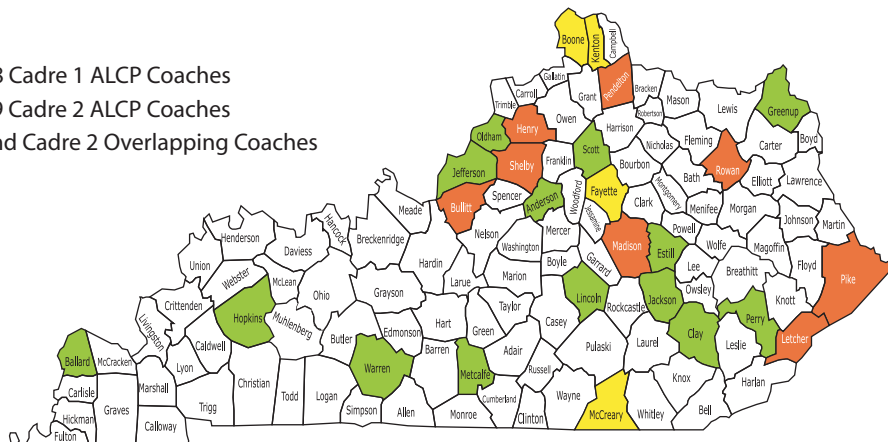 3 Cadre 1 ALCP Coaches
9 Cadre 2 ALCP Coaches
nd Cadre 2 Overlapping Coaches
Boone
Kenton
Campbell
Gallatin
Pendelton
Bracken
Carroll
Grant
Trimble
Owen
Robertson
Mason
Lewis
Greenup
Henry
Harrison
Fleming
Carter
Boyd
Oldham
Scott
Nicholas
Rowan
Jefferson
Shelby
Franklin
Bourbon
Bath
Elliott
Lawrence
Fayette
Montgomery
Bullitt
Spencer
Anderson
Woodford
Clark
Menifee
Morgan
Jessamine
Johnson
Martin
Meade
Nelson
Mercer
Madison
Powell
Wolfe
Magoffin
Hancock
Breckenridge
Washington
Estill
Floyd
Pike
Henderson
Daviess
Hardin
Boyle
Garrard
Lee
Breathitt
Union
Webster
McLean
Ohio
Grayson
Larue
Marion
Lincoln
Rockcastle
Jackson
Owsley
Knott
Crittenden
Livingston
Hopkins
Muhlenberg
Butler
Edmonson
Hart
Green
Taylor
Casey
Pulaski
Laurel
Clay
Perry
Leslie
Letcher
Ballard
McCracken
Caldwell
Lyon
Warren
Barren
Metcalfe
Adair
Russell
Knox
Harlan
Carlisle
Marshall
Christian
Todd
Logan
Simpson
Allen
Monroe
Cumberland
Clinton
Wayne
McCreary
Whitley
Bell
Hickman
Graves
Trigg
Calloway
Fulton